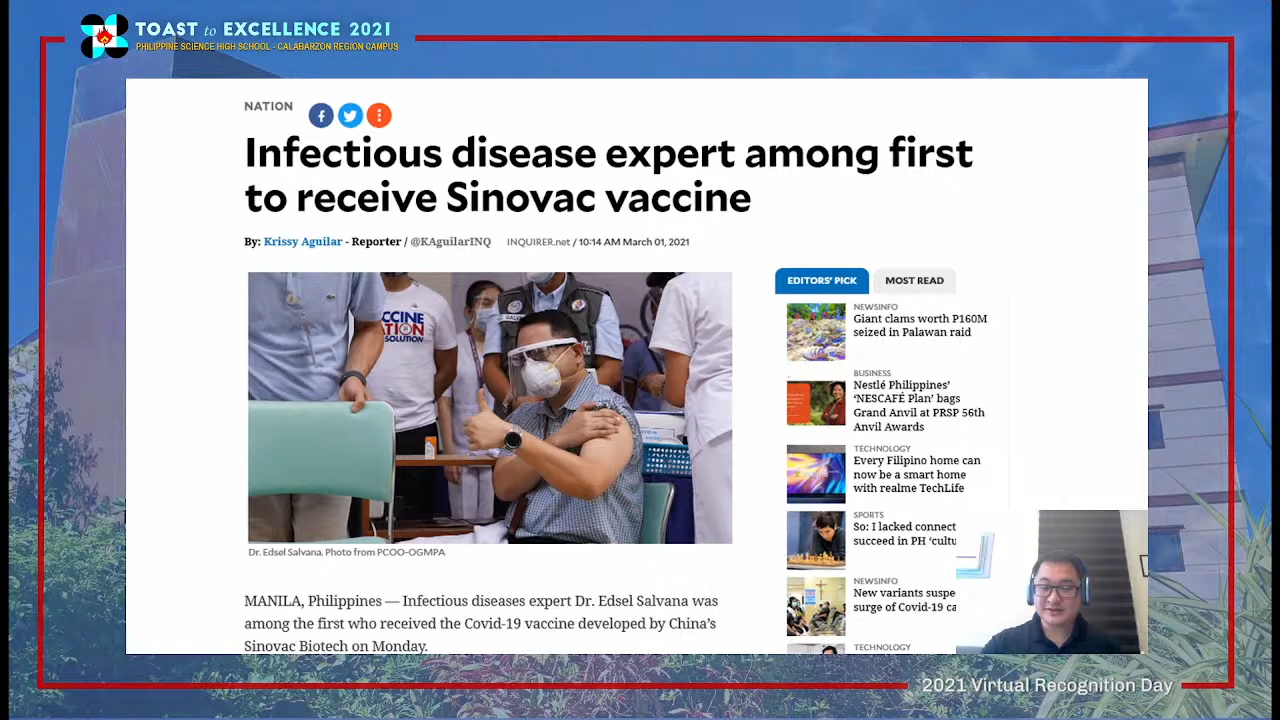 TOAST to EXCELLENCE 2021
PHILIPPINE SCIENCE HIGH SCHOOL - CALABARZON REGION CAMPUS
NATION
Infectious disease expert among first
to receive Sinovac vaccine
By: Krissy Aguilar - Reporter / @KAguilarINQ
INQUIRER.net / 10:14 AM March 01, 2021
CCINE
SOLUTION
Dr. Edsel Salvana. Photo from PCOO-OGMPA
MANILA, Philippines — Infectious diseases expert Dr. Edsel Salvana was
among the first who received the Covid-19 vaccine developed by China’s
Sinovac Biotech on Monday.
EDITORS’ PICK
MOST READ
NEWSINFO
Giant clams worth P160M
seized in Palawan raid
BUSINESS
Nestlé Philippines’
‘NESCAFÉ Plan’ bags
Grand Anvil at PRSP 56th
Anvil Awards
TECHNOLOGY
Every Filipino home can
now be a smart home
with realme TechLife
SPORTS
So: I lacked connect
succeed in PH ‘cultu
NEWSINFO
New variants suspe
surge of Covid-19 ca
TECHNOLOGY
2021 Virtual Recognition Day